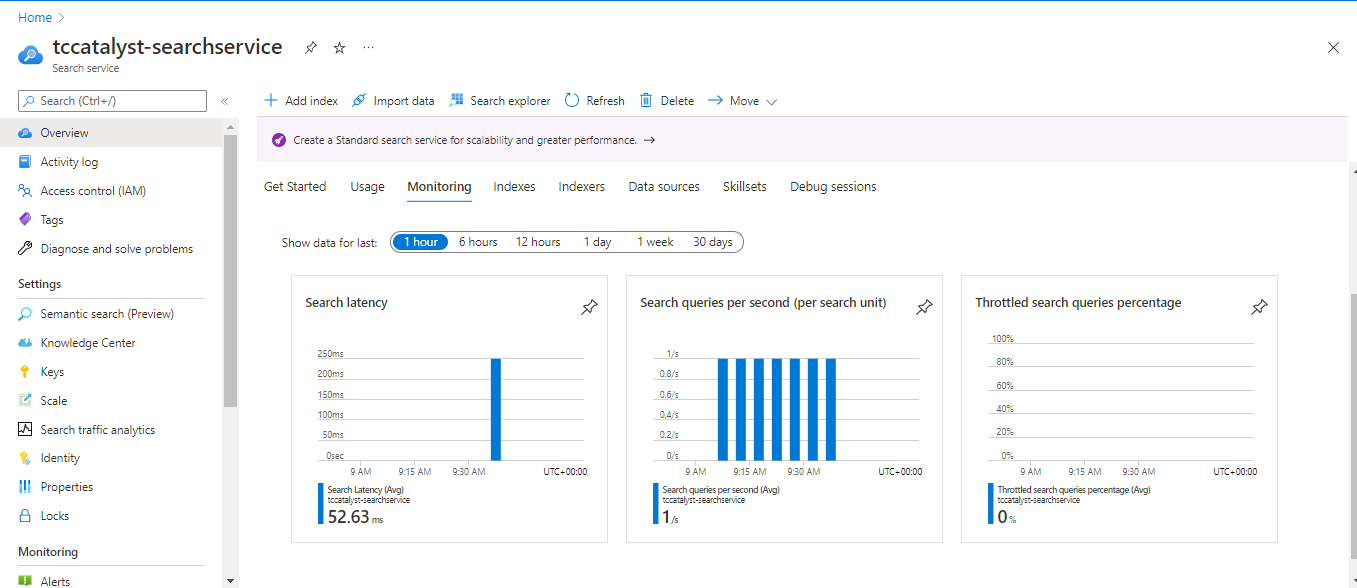 Home
tccatalyst-searchservice
Search service
Search (Ctrl+/)
Overview
Activity log
Access control (IAM)
Tags
Diagnose and solve problems
Settings
Semantic search (Preview)
Knowledge Center
Keys
Scale
Search traffic analytics
Identity
Properties
Locks
Monitoring
Alerts
Add index Import data Search explorer Refresh Delete Move
Create a Standard search service for scalability and greater performance.
Get Started Usage Monitoring Indexes Indexers Data sources Skillsets Debug sessions
Show data for last: 1 hour 6 hours 12 hours 1 day 1 week 30 days
Search latency
250ms
200ms
150ms
100ms
50ms
0sec
9 AM 9:15 AM 9:30 AM UTC+00:00
Search Latency (Avg)
tccatalyst-searchservice
52.63 ms
Search queries per second (per search unit)
1/s
0.8/s
0.6/s
0.4/s
0.2/s
0/s
9 AM 9:15 AM 9:30 AM UTC+00:00
Search queries per second (Avg)
tccatalyst-searchservice
1/s
Throttled search queries percentage
100%
80%
60%
40%
20%
0%
9 AM 9:15 AM 9:30 AM UTC+00:00
Throttled search queries percentage (Avg)
tccatalyst-searchservice
0%